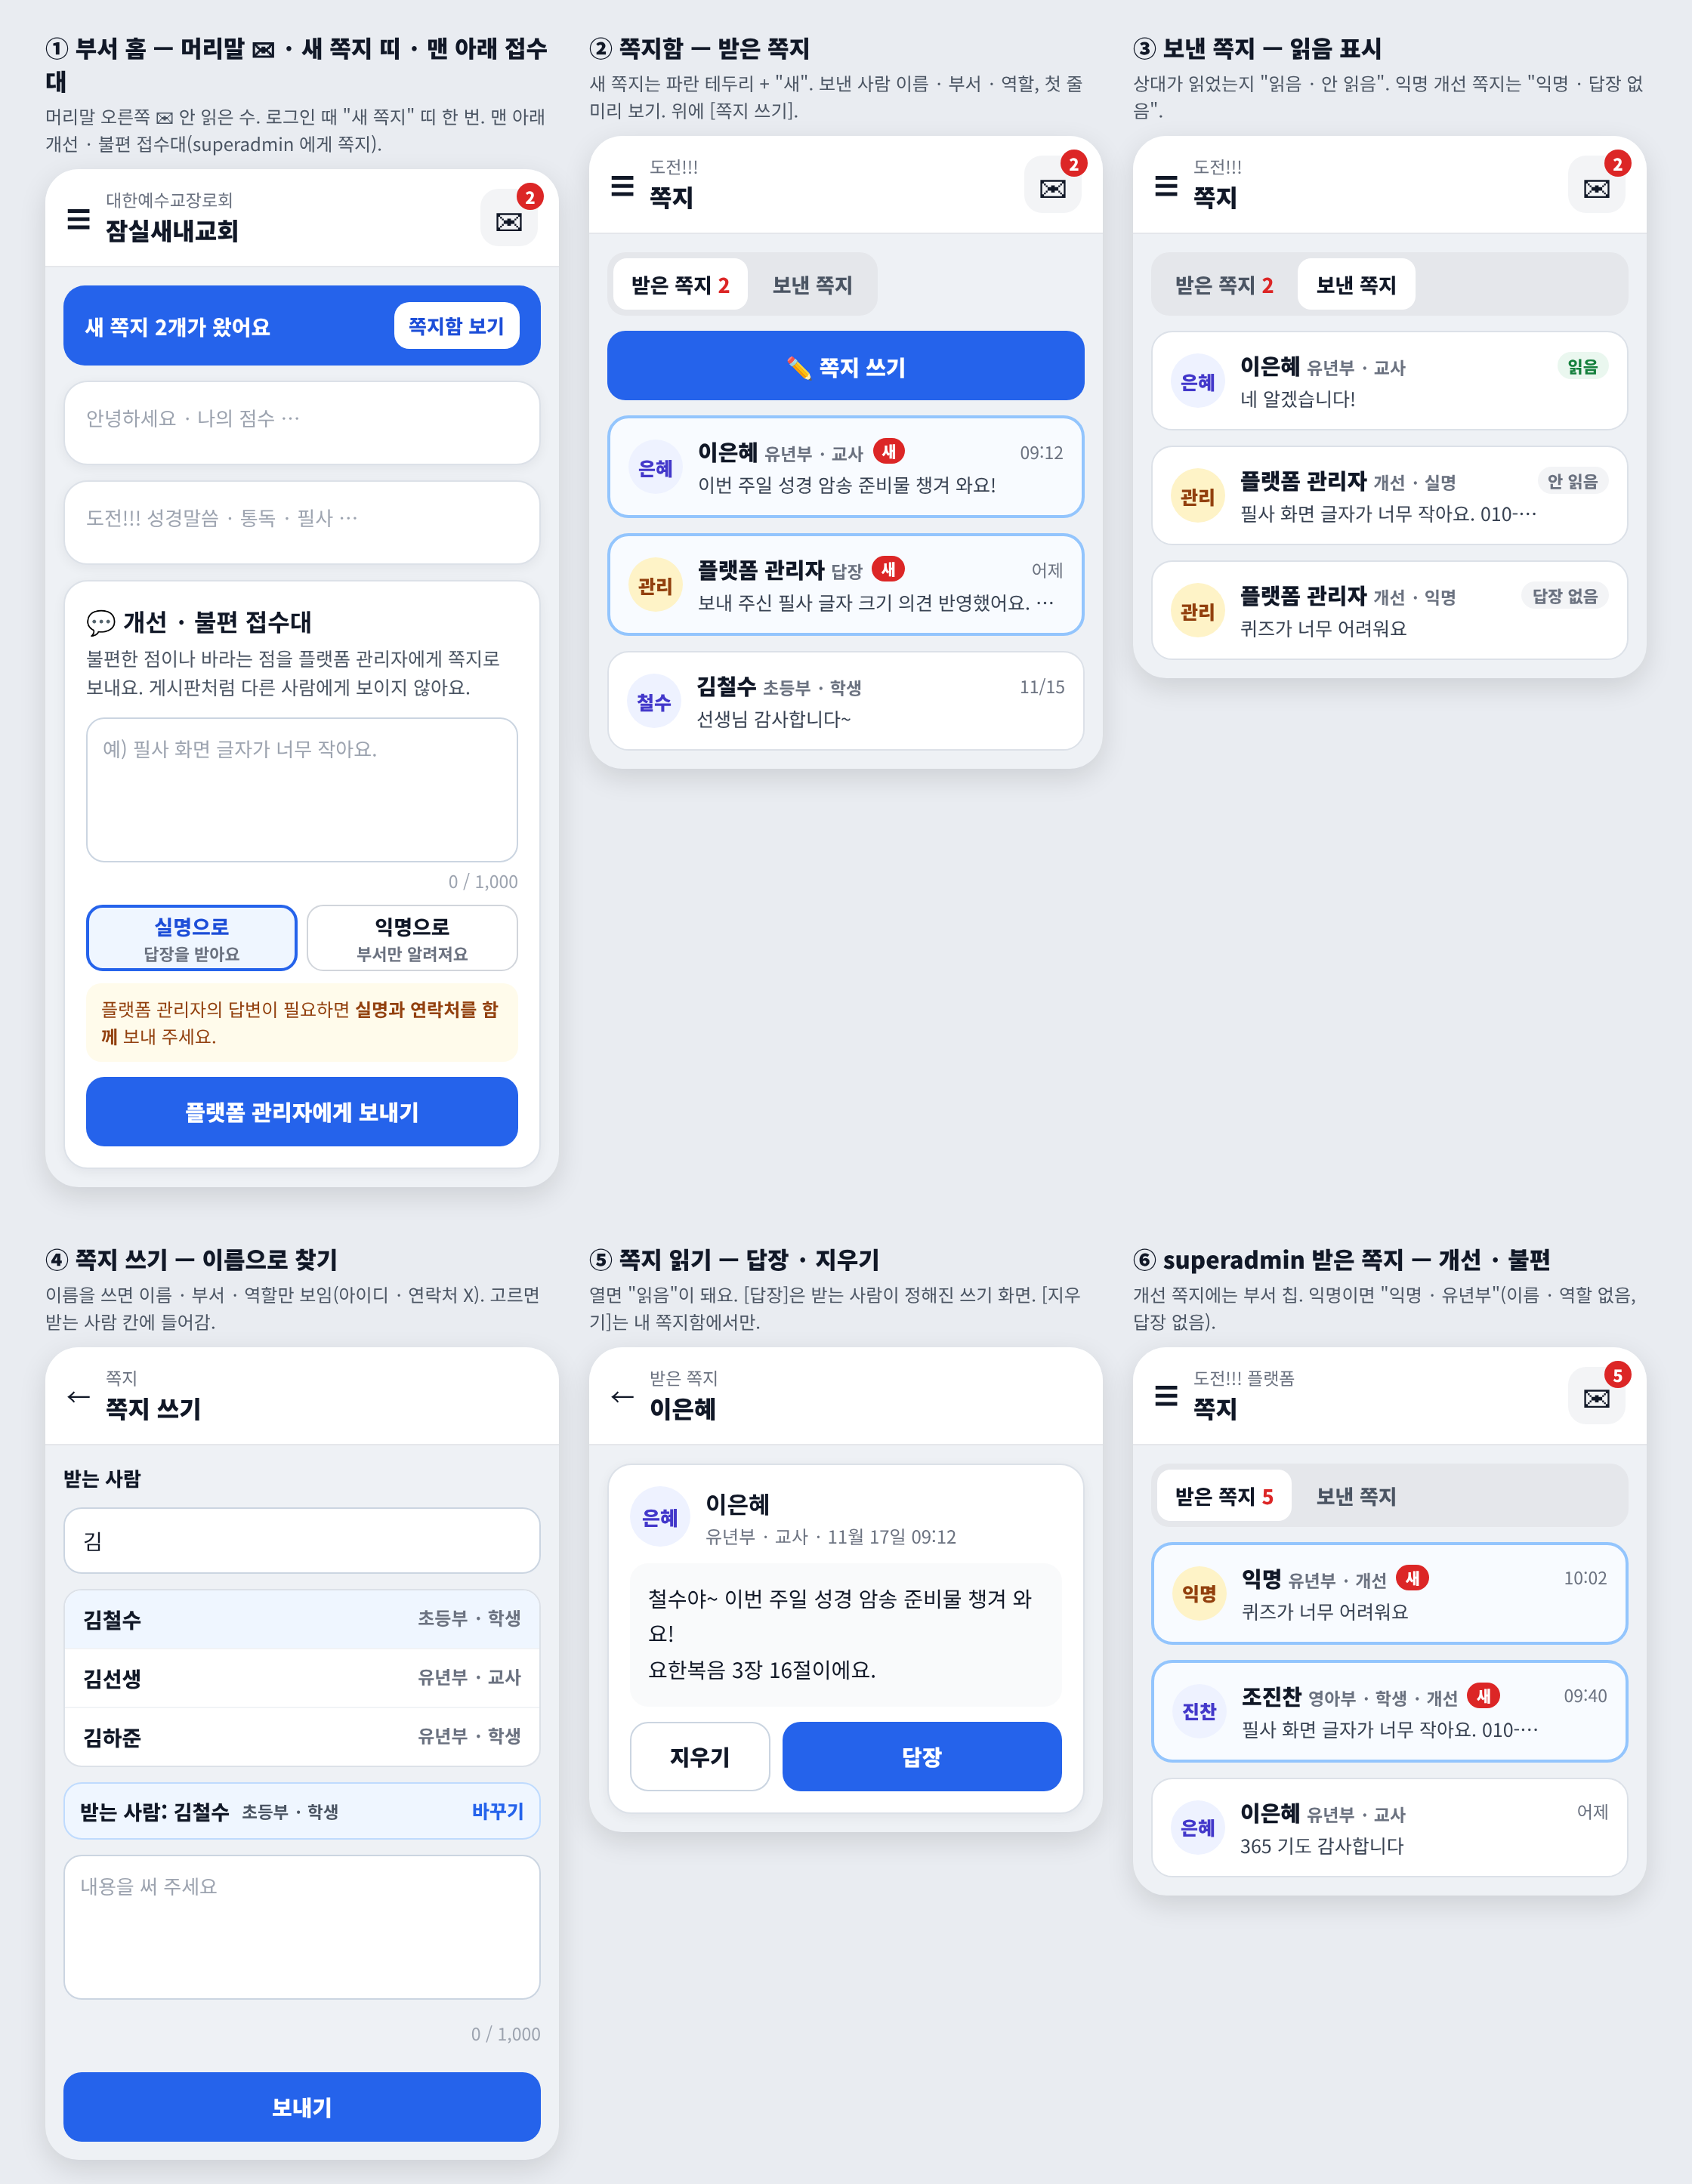 ① 부서 홈 — 머리말 ✉ · 새 쪽지 띠 · 맨 아래 접수
대
머리말 오른쪽 ✉ 안 읽은 수. 로그인 때 "새 쪽지" 띠 한 번. 맨 아래
개선 · 불편 접수대(superadmin 에게 쪽지).
대한예수교장로회
잠실새내교회
2
새 쪽지 2개가 왔어요
쪽지함 보기
안녕하세요 · 나의 점수 …
도전!!! 성경말씀 · 통독 · 필사 …
💬 개선 · 불편 접수대
불편한 점이나 바라는 점을 플랫폼 관리자에게 쪽지로
보내요. 게시판처럼 다른 사람에게 보이지 않아요.
예) 필사 화면 글자가 너무 작아요.
0 / 1,000
실명으로
답장을 받아요
익명으로
부서만 알려져요
플랫폼 관리자의 답변이 필요하면 실명과 연락처를 함
께 보내 주세요.
플랫폼 관리자에게 보내기
② 쪽지함 — 받은 쪽지
새 쪽지는 파란 테두리 + "새". 보낸 사람 이름 · 부서 · 역할, 첫 줄
미리 보기. 위에 [쪽지 쓰기].
도전!!!
쪽지
2
받은 쪽지 2
보낸 쪽지
✏️ 쪽지 쓰기
은혜
이은혜 유년부 · 교사 새
09:12
이번 주일 성경 암송 준비물 챙겨 와요!
관리
플랫폼 관리자 답장 새
어제
보내 주신 필사 글자 크기 의견 반영했어요. …
철수
김철수 초등부 · 학생
11/15
선생님 감사합니다~
③ 보낸 쪽지 — 읽음 표시
상대가 읽었는지 "읽음 · 안 읽음". 익명 개선 쪽지는 "익명 · 답장 없
음".
도전!!!
쪽지
2
받은 쪽지 2
보낸 쪽지
은혜
이은혜 유년부 · 교사
읽음
네 알겠습니다!
관리
플랫폼 관리자 개선 · 실명
안 읽음
필사 화면 글자가 너무 작아요. 010-…
관리
플랫폼 관리자 개선 · 익명
답장 없음
퀴즈가 너무 어려워요
④ 쪽지 쓰기 — 이름으로 찾기
이름을 쓰면 이름 · 부서 · 역할만 보임(아이디 · 연락처 X). 고르면
받는 사람 칸에 들어감.
←
쪽지
쪽지 쓰기
받는 사람
김
김철수
초등부 · 학생
김선생
유년부 · 교사
김하준
유년부 · 학생
받는 사람: 김철수 초등부 · 학생
바꾸기
내용을 써 주세요
0 / 1,000
보내기
⑤ 쪽지 읽기 — 답장 · 지우기
열면 "읽음"이 돼요. [답장]은 받는 사람이 정해진 쓰기 화면. [지우
기]는 내 쪽지함에서만.
←
받은 쪽지
이은혜
은혜
이은혜
유년부 · 교사 · 11월 17일 09:12
철수야~ 이번 주일 성경 암송 준비물 챙겨 와
요!
요한복음 3장 16절이에요.
지우기
답장
⑥ superadmin 받은 쪽지 — 개선 · 불편
개선 쪽지에는 부서 칩. 익명이면 "익명 · 유년부"(이름 · 역할 없음,
답장 없음).
도전!!! 플랫폼
쪽지
5
받은 쪽지 5
보낸 쪽지
익명
익명 유년부 · 개선 새
10:02
퀴즈가 너무 어려워요
진찬
조진찬 영아부 · 학생 · 개선 새
09:40
필사 화면 글자가 너무 작아요. 010-…
은혜
이은혜 유년부 · 교사
어제
365 기도 감사합니다